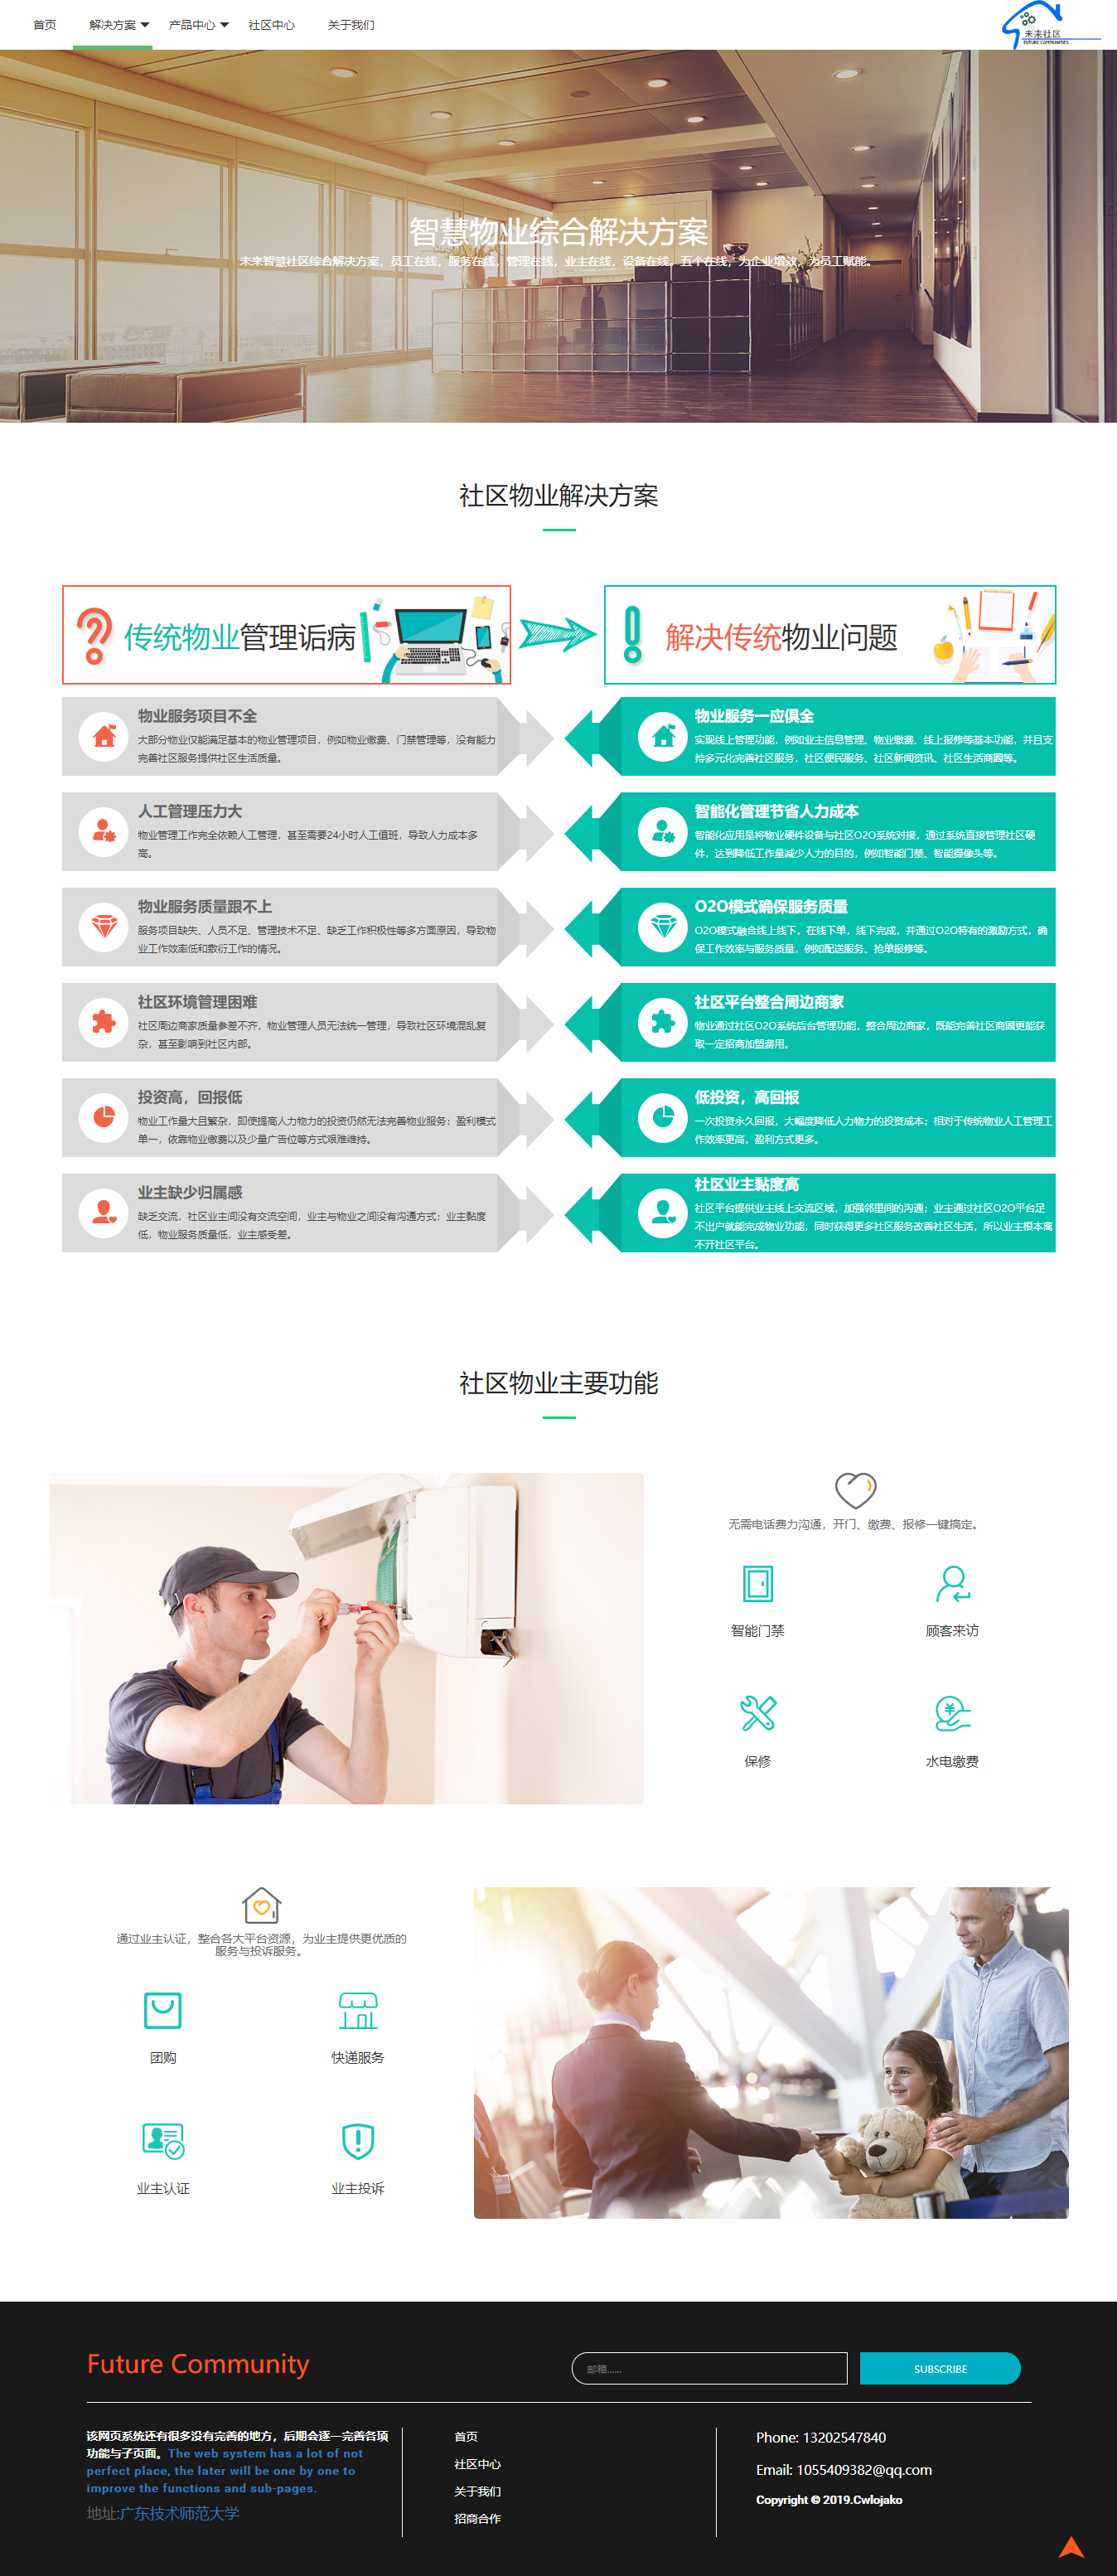 首页
解决方案
产品中心
社区中心
关于我们
未来社区
FUTURE COMMUNITIES
智慧物业综合解决方案
未来智慧社区综合解决方案，员工在线，服务在线，管理在线，业主在线，设备在线。五个在线，为企业增效，为员工赋能。
社区物业解决方案
传统物业管理诟病
解决传统物业问题
物业服务项目不全
大部分物业仅能满足基本的物业管理项目，例如物业缴费、门禁管理等，没有能力
完善社区服务提供社区生活质量。
物业服务一应俱全
实现线上管理功能，例如业主信息管理、物业缴费、线上报修等基本功能，并且支
持多元化完善社区服务，社区便民服务、社区新闻资讯、社区生活商圈等。
人工管理压力大
物业管理工作完全依赖人工管理，甚至需要24小时人工值班，导致人力成本多
高。
智能化管理节省人力成本
智能化应用是将物业硬件设备与社区O2O系统对接，通过系统直接管理社区硬
件，达到降低工作量减少人力的目的，例如智能门禁、智能摄像头等。
物业服务质量跟不上
服务项目缺失、人员不足、管理技术不足、缺乏工作积极性等多方面原因，导致物
业工作效率低和敷衍工作的情况。
O2O模式确保服务质量
O2O模式融合线上线下，在线下单，线下完成，并通过O2O特有的激励方式，确
保工作效率与服务质量，例如配送服务、抢单报修等。
社区环境管理困难
社区周边商家质量参差不齐，物业管理人员无法统一管理，导致社区环境混乱复
杂，甚至影响到社区内部。
社区平台整合周边商家
物业通过社区O2O系统后台管理功能，整合周边商家，既能完善社区商圈更能获
取一定招商加盟费用。
投资高，回报低
物业工作量大且繁杂，即使提高人力物力的投资仍然无法完善物业服务；盈利模式
单一，依靠物业缴费以及少量广告位等方式艰难维持。
低投资，高回报
一次投资永久回报，大幅度降低人力物力的投资成本；相对于传统物业人工管理工
作效率更高，盈利方式更多。
业主缺少归属感
缺乏交流，社区业主间没有交流空间，业主与物业之间没有沟通方式；业主黏度
低，物业服务质量低，业主感受差。
社区业主黏度高
社区平台提供业主线上交流区域，加强邻里间的沟通；业主通过社区O2O平台足
不出户就能完成物业功能，同时获得更多社区服务改善社区生活，所以业主根本离
不开社区平台。
社区物业主要功能
无需电话费力沟通，开门、缴费、报修一键搞定。
智能门禁
顾客来访
保修
水电缴费
通过业主认证，整合各大平台资源，为业主提供更优质的
服务与投诉服务。
团购
快递服务
业主认证
业主投诉
Future Community
邮箱......
SUBSCRIBE
该网页系统还有很多没有完善的地方，后期会逐一完善各项
功能与子页面。The web system has a lot of not
perfect place, the later will be one by one to
improve the functions and sub-pages.
地址:广东技术师范大学
首页
社区中心
关于我们
招商合作
Phone: 13202547840
Email: 1055409382@qq.com
Copyright © 2019.Cwlojako